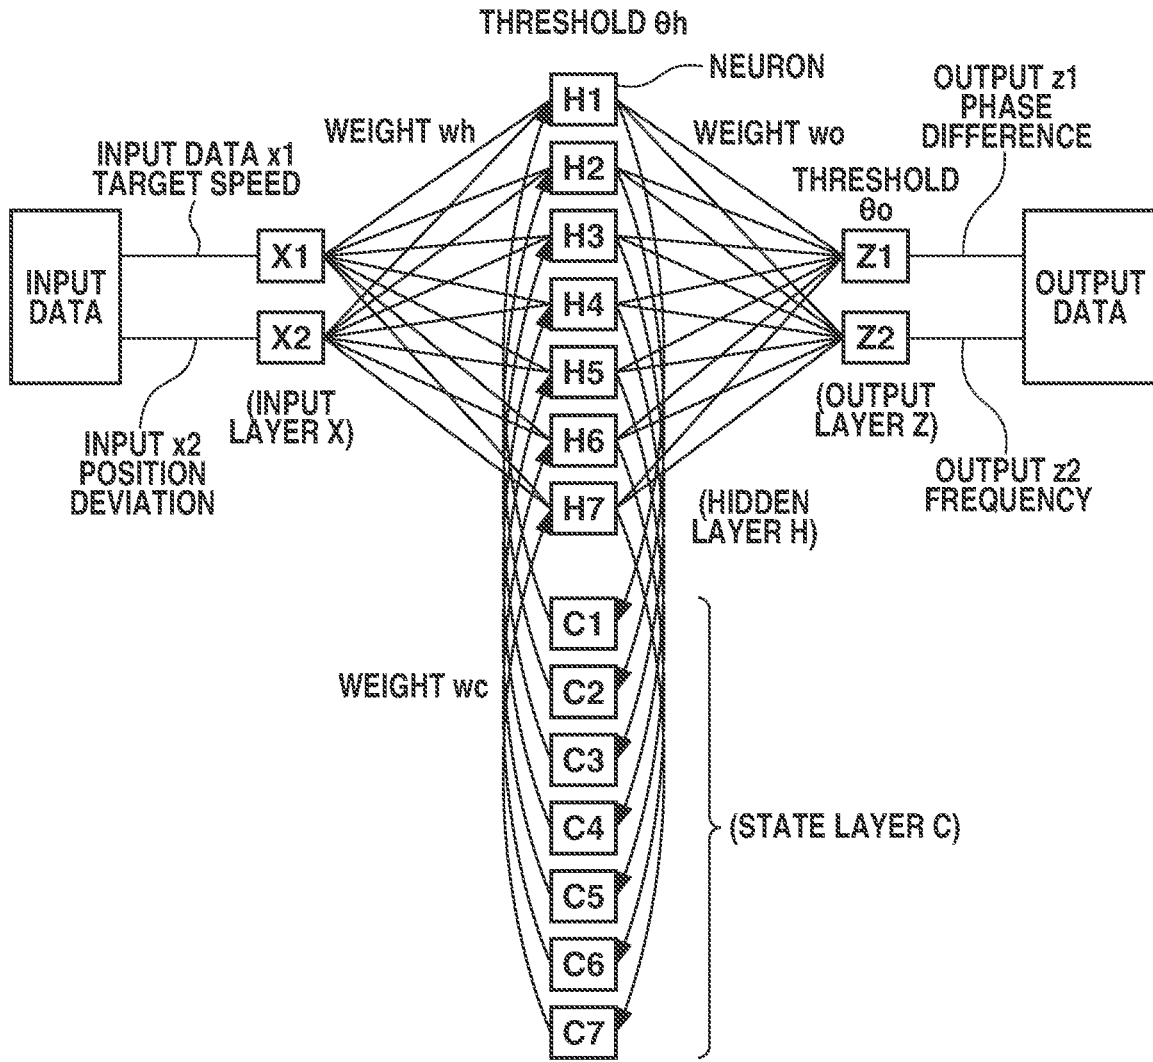 THRESHOLD θh
NEURON
OUTPUT z1
PHASE
DIFFERENCE
WEIGHT wh
WEIGHT wo
INPUT DATA x1
TARGET SPEED
THRESHOLD
θo
INPUT
DATA
X1
X2
H1
H2
H3
H4
H5
H6
H7
Z1
Z2
OUTPUT
DATA
(INPUT
LAYER X)
(OUTPUT
LAYER Z)
INPUT x2
POSITION
DEVIATION
OUTPUT z2
FREQUENCY
(HIDDEN
LAYER H)
C1
C2
C3
C4
C5
C6
C7
WEIGHT wc
(STATE LAYER C)